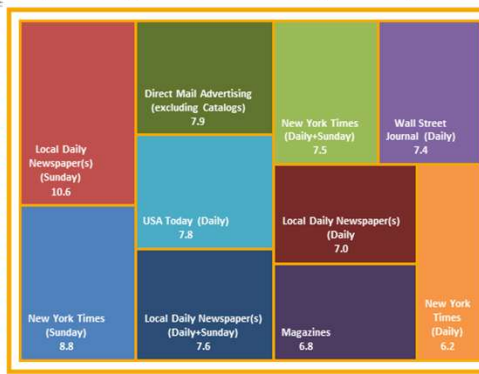 Local Daily
Newspaper(s)
(Sunday)
10.6
Direct Mail Advertising
(excluding Catalogs)
7.9
New York Times
(Daily+Sunday)
7.5
Wall Street
Journal (Daily)
7.4
USA Today (Daily)
7.8
Local Daily Newspaper(s)
(Daily
7.0
New York Times
(Sunday)
8.8
Local Daily Newspaper(s)
(Daily+Sunday)
7.6
Magazines
6.8
New York
Times
(Daily)
6.2